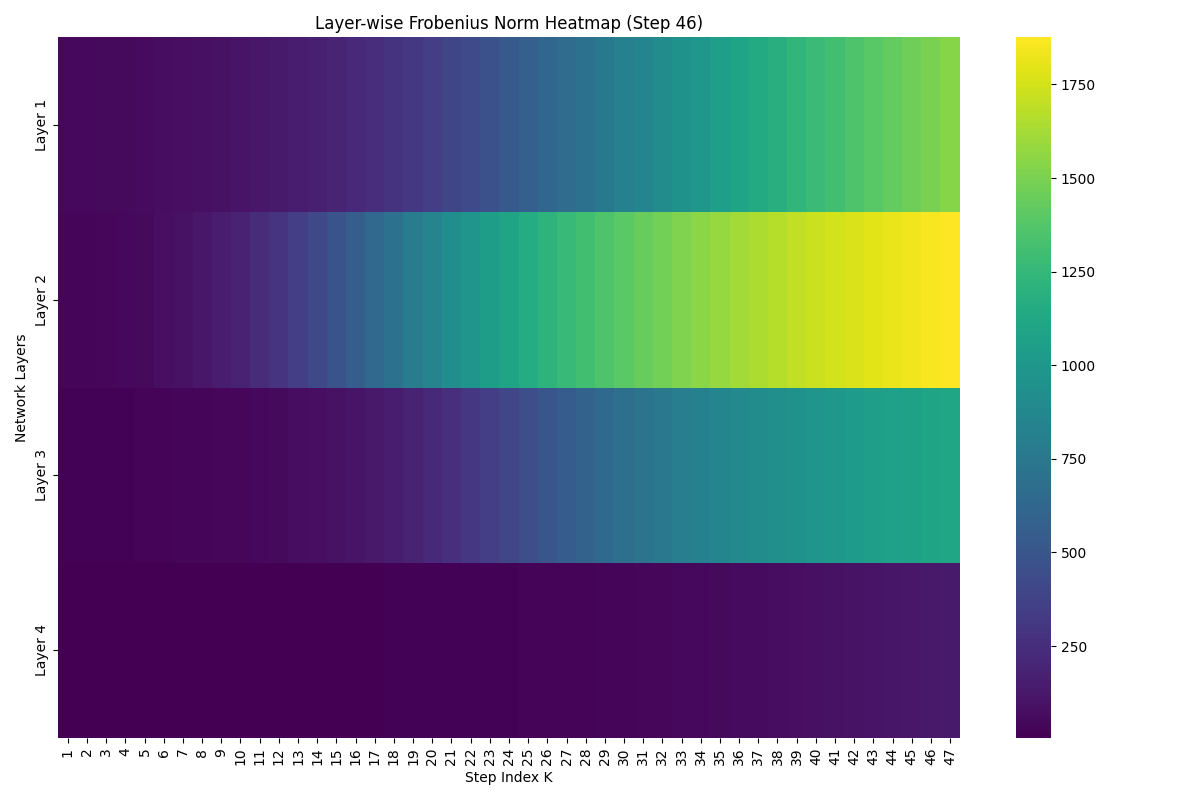 Layer-wise Frobenius Norm Heatmap (Step 46)
Network Layers
Layer 1
Layer 2
Layer 3
Layer 4
1 2 3 4 5 6 7 8 9 10 11 12 13 14 15 16 17 18 19 20 21 22 23 24 25 26 27 28 29 30 31 32 33 34 35 36 37 38 39 40 41 42 43 44 45 46 47
Step Index K
1750
1500
1250
1000
750
500
250